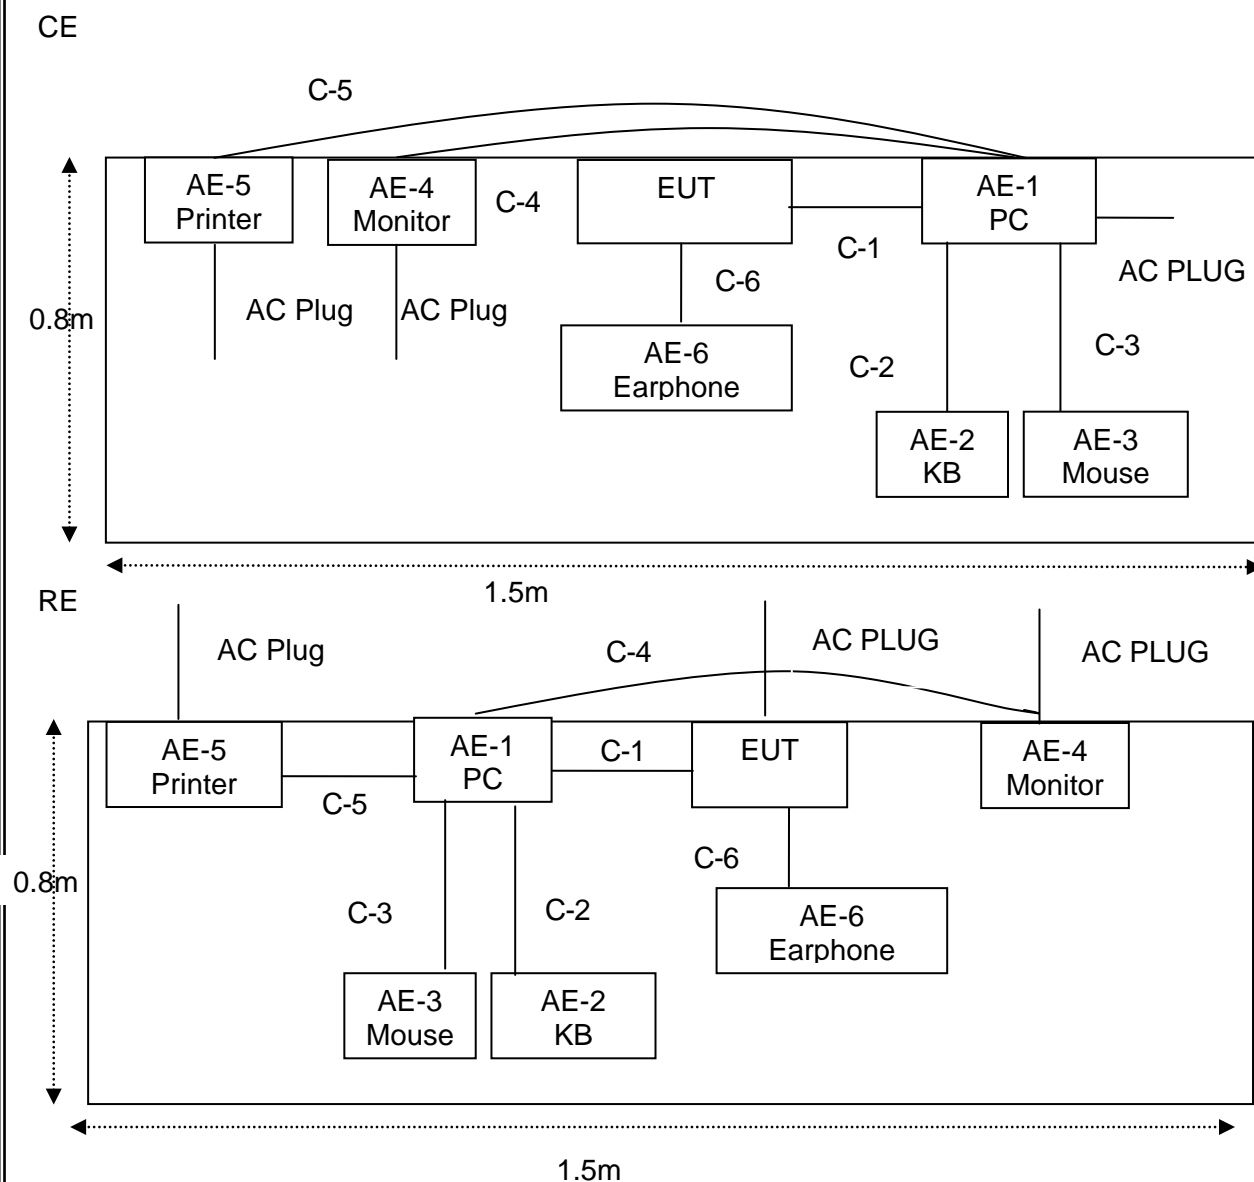 CE
C-5
AE-5
Printer
AE-4
Monitor
C-4
EUT
AE-1
PC
C-1
AC PLUG
C-6
AC Plug
AC Plug
0.8m
AE-6
Earphone
C-2
C-3
AE-2
KB
AE-3
Mouse
1.5m
RE
AC Plug
C-4
AC PLUG
AC PLUG
AE-5
Printer
AE-1
PC
C-1
EUT
AE-4
Monitor
C-5
C-6
0.8m
C-3
C-2
AE-6
Earphone
AE-3
Mouse
AE-2
KB
1.5m